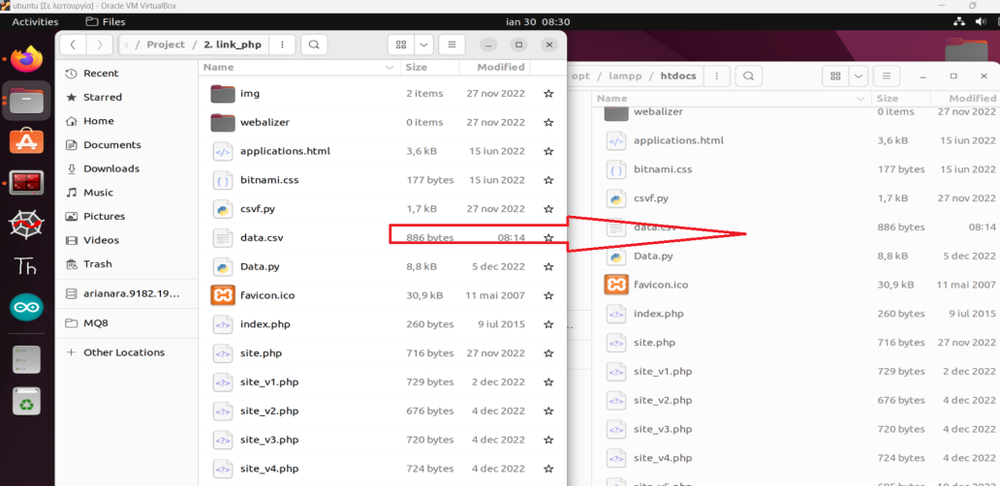 ubuntu [Σε λειτουργία] - Oracle VM VirtualBox
Activities Files ian 30 08:30
/ Project / 2. link_php
Name Size Modified
Recent
Starred
Home
Documents
Downloads
Music
Pictures
Videos
Trash
arianara.9182.19...
MQ8
+ Other Locations
img 2 items 27 nov 2022
webalizer 0 items 27 nov 2022
applications.html 3,6 kB 15 iun 2022
bitnami.css 177 bytes 15 iun 2022
csvf.py 1,7 kB 27 nov 2022
data.csv 886 bytes 08:14
Data.py 8,8 kB 5 dec 2022
favicon.ico 30,9 kB 11 mai 2007
index.php 260 bytes 9 iul 2015
site.php 716 bytes 27 nov 2022
site_v1.php 729 bytes 2 dec 2022
site_v2.php 676 bytes 4 dec 2022
site_v3.php 720 bytes 4 dec 2022
site_v4.php 724 bytes 4 dec 2022
opt / lampp / htdocs
Name Size Modified
webalizer 0 items 27 nov 2022
applications.html 3,6 kB 15 iun 2022
bitnami.css 177 bytes 15 iun 2022
csvf.py 1,7 kB 27 nov 2022
data.csv 886 bytes 08:14
Data.py 8,8 kB 5 dec 2022
favicon.ico 30,9 kB 11 mai 2007
index.php 260 bytes 9 iul 2015
site.php 716 bytes 27 nov 2022
site_v1.php 729 bytes 2 dec 2022
site_v2.php 676 bytes 4 dec 2022
site_v3.php 720 bytes 4 dec 2022
site_v4.php 724 bytes 4 dec 2022